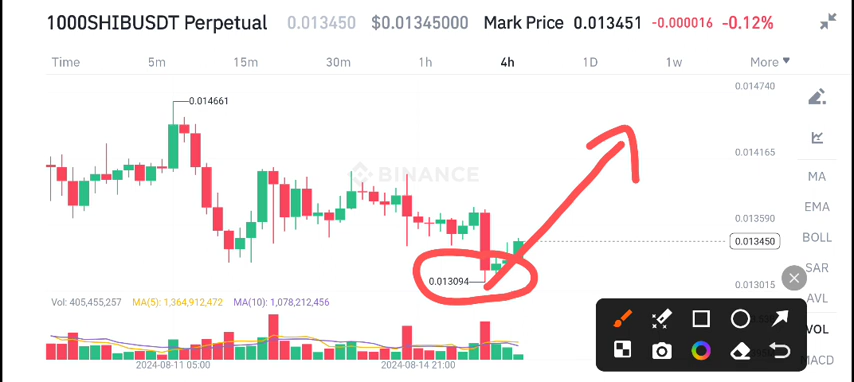 1000SHIBUSDT Perpetual 0.013450 $0.01345000 Mark Price 0.013451 -0.000016 -0.12%
Time 5m 15m 30m 1h 4h 1D 1w More
0.014740
0.014661
0.014165
MA
BINANCE
EMA
0.013590
BOLL
0.013450
SAR
0.013094
0.013015
AVL
Vol: 405,455,257 MA(5): 1,364,912,472 MA(10): 1,078,212,456
VOL
MACD
2024-08-11 05:00 2024-08-14 21:00